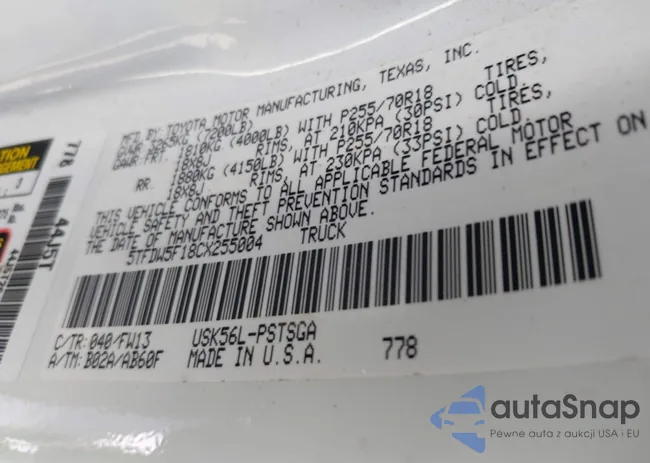 MFD.BY:TOYOTA MOTOR MANUFACTURING, TEXAS, INC.
GVWR 3265KG (7200LB)
GAWR:FRT. 1810KG (4000LB) WITH P255/70R18 TIRES,
18X8J RIMS, AT 210KPA (30PSI) COLD.
RR. 1880KG (4150LB) WITH P255/70R18 TIRES,
18X8J RIMS, AT 230KPA (33PSI) COLD.
THIS VEHICLE CONFORMS TO ALL APPLICABLE FEDERAL MOTOR
VEHICLE SAFETY AND THEFT PREVENTION STANDARDS IN EFFECT ON
THE DATE OF MANUFACTURE SHOWN ABOVE.
5TFDW5F18CX255004 TRUCK
C/TR: 040/FW13 USK56L-PSTSGA
A/TM: B02A/AB60F MADE IN U.S.A. 778
778 44J5T
autaSnap
Pewne auta z aukcji USA i EU